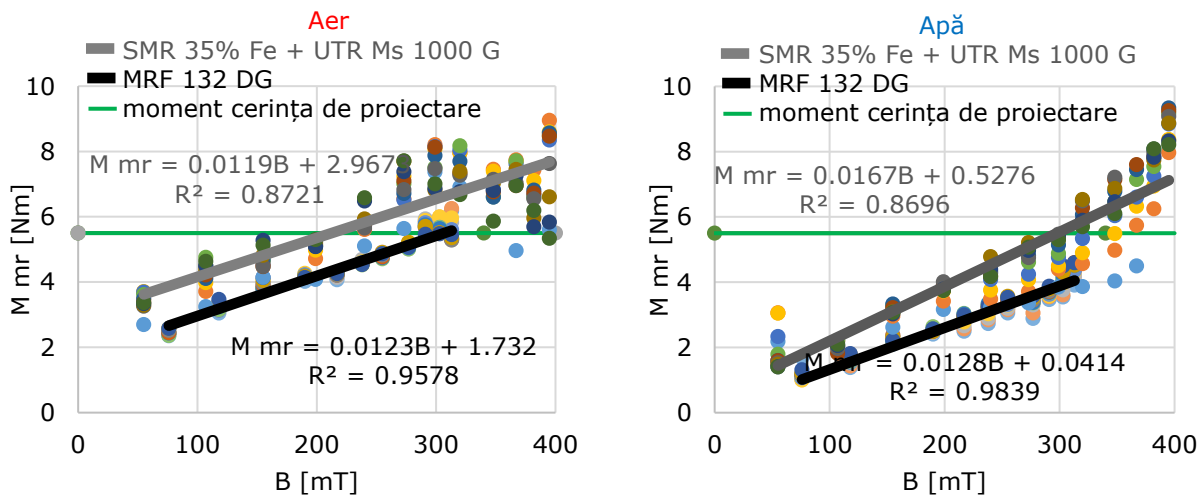 Aer
SMR 35% Fe + UTR Ms 1000 G
MRF 132 DG
moment cerința de proiectare
M mr = 0.0119B + 2.967
R² = 0.8721
M mr = 0.0123B + 1.732
R² = 0.9578
M mr [Nm]
10
8
6
4
2
0
0 100 200 300 400
B [mT]
Apă
SMR 35% Fe + UTR Ms 1000 G
MRF 132 DG
moment cerința de proiectare
M mr = 0.0167B + 0.5276
R² = 0.8696
M mr = 0.0128B + 0.0414
R² = 0.9839
M mr [Nm]
10
8
6
4
2
0
0 100 200 300 400
B [mT]